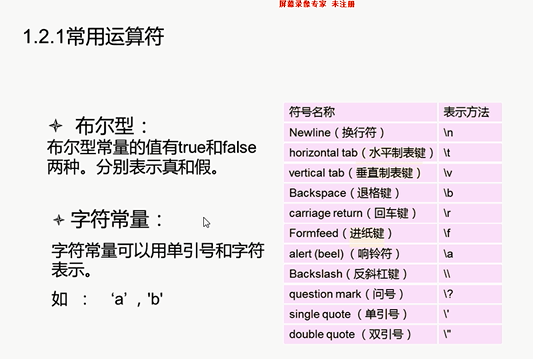 屏幕录像专家 未注册
1.2.1常用运算符
布尔型：
布尔型常量的值有true和false
两种。分别表示真和假。
字符常量：
字符常量可以用单引号和字符
表示。
如 ： ‘a’ , 'b'
符号名称 表示方法
Newline（换行符） \n
horizontal tab（水平制表键） \t
vertical tab（垂直制表键） \v
Backspace（退格键） \b
carriage return（回车键） \r
Formfeed（进纸键） \f
alert (beel) （响铃符） \a
Backslash（反斜杠键） \\
question mark（问号） \?
single quote （单引号） \'
double quote （双引号） \"